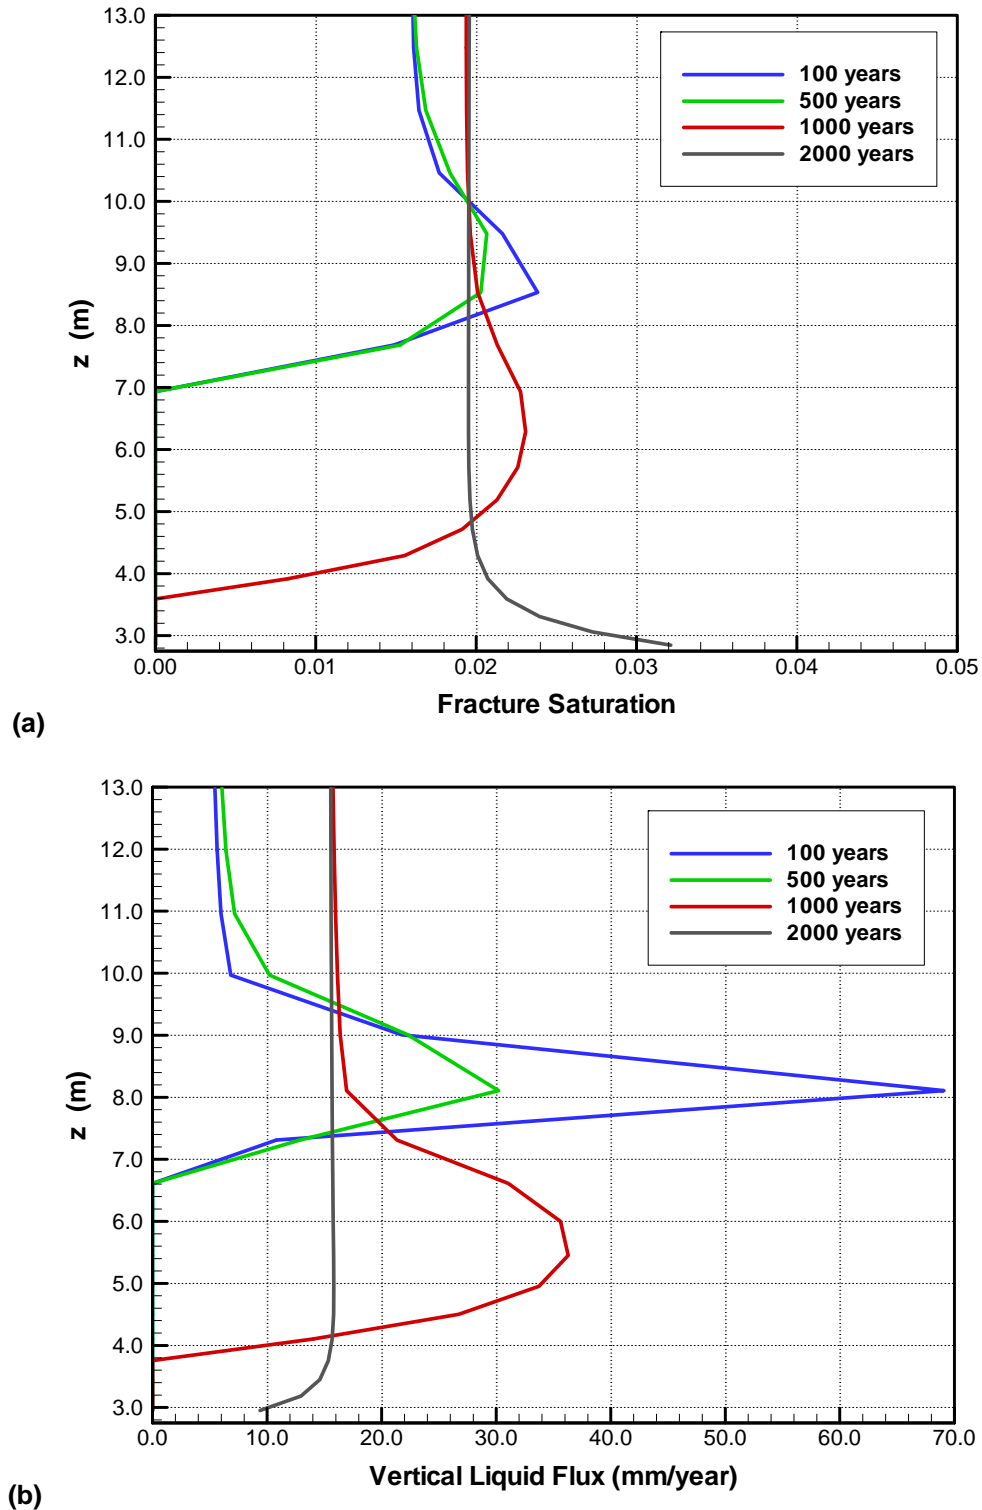 13.0
12.0
11.0
10.0
9.0
8.0
7.0
6.0
5.0
4.0
3.0
z (m)
100 years
500 years
1000 years
2000 years
0.00 0.01 0.02 0.03 0.04 0.05
Fracture Saturation
(a)
13.0
12.0
11.0
10.0
9.0
8.0
7.0
6.0
5.0
4.0
3.0
z (m)
100 years
500 years
1000 years
2000 years
0.0 10.0 20.0 30.0 40.0 50.0 60.0 70.0
Vertical Liquid Flux (mm/year)
(b)